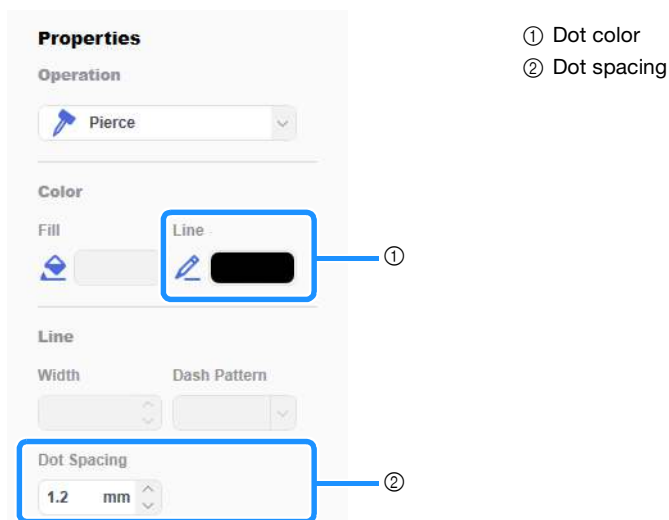 Properties
Operation
Pierce
Color
Fill Line
①
Line
Width Dash Pattern
Dot Spacing
1.2 mm
②
① Dot color
② Dot spacing